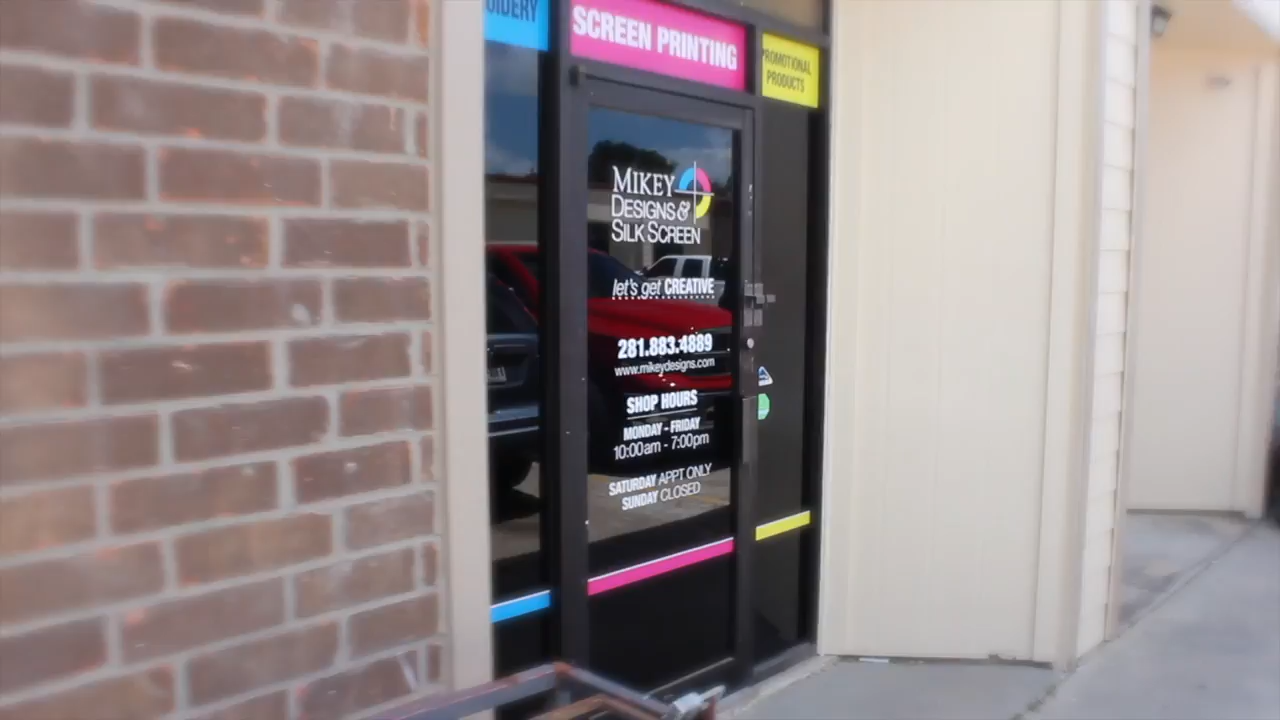 SCREEN PRINTING
PROMOTIONAL
PRODUCTS
MIKEY
DESIGNS &
SILK SCREEN
let's get CREATIVE
281.883.4889
www.mikeydesigns.com
SHOP HOURS
MONDAY - FRIDAY
10:00am - 7:00pm
SATURDAY APPT ONLY
SUNDAY CLOSED